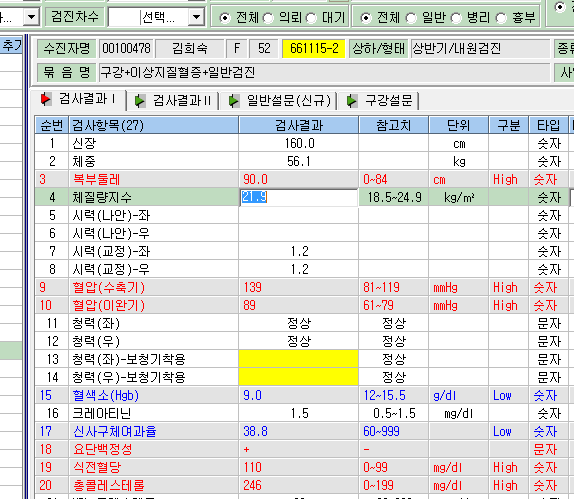 검진차수 선택... 전체 의뢰 대기 전체 일반 병리 흉부
추가
수진자명 00100478 김희숙 F 52 661115-2 상하/형태 상반기/내원검진 종류
묶 음 명 구강+이상지질혈증+일반검진
검사결과 I 검사결과 II 일반설문(신규) 구강설문
순번 검사항목(27) 검사결과 참고치 단위 구분 타입
1 신장 160.0 cm 숫자
2 체중 56.1 kg 숫자
3 복부둘레 90.0 0~84 cm High 숫자
4 체질량지수 21.9 18.5~24.9 kg/㎡ 숫자
5 시력(나안)-좌 숫자
6 시력(나안)-우 숫자
7 시력(교정)-좌 1.2 숫자
8 시력(교정)-우 1.2 숫자
9 혈압(수축기) 139 81~119 mmHg High 숫자
10 혈압(이완기) 89 61~79 mmHg High 숫자
11 청력(좌) 정상 정상 문자
12 청력(우) 정상 정상 문자
13 청력(좌)-보청기착용 정상 문자
14 청력(우)-보청기착용 정상 문자
15 혈색소(Hgb) 9.0 12~15.5 g/dl Low 숫자
16 크레아티닌 1.5 0.5~1.5 mg/dl 숫자
17 신사구체여과율 38.8 60~999 Low 숫자
18 요단백정성 + - 문자
19 식전혈당 110 0~99 mg/dl High 숫자
20 총콜레스테롤 246 0~199 mg/dl High 숫자